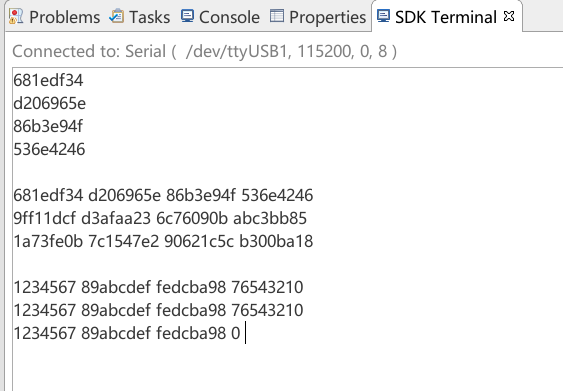 Problems Tasks Console Properties SDK Terminal
Connected to: Serial ( /dev/ttyUSB1, 115200, 0, 8 )
681edf34
d206965e
86b3e94f
536e4246
681edf34 d206965e 86b3e94f 536e4246
9ff11dcf d3afaa23 6c76090b abc3bb85
1a73fe0b 7c1547e2 90621c5c b300ba18
1234567 89abcdef fedcba98 76543210
1234567 89abcdef fedcba98 76543210
1234567 89abcdef fedcba98 0